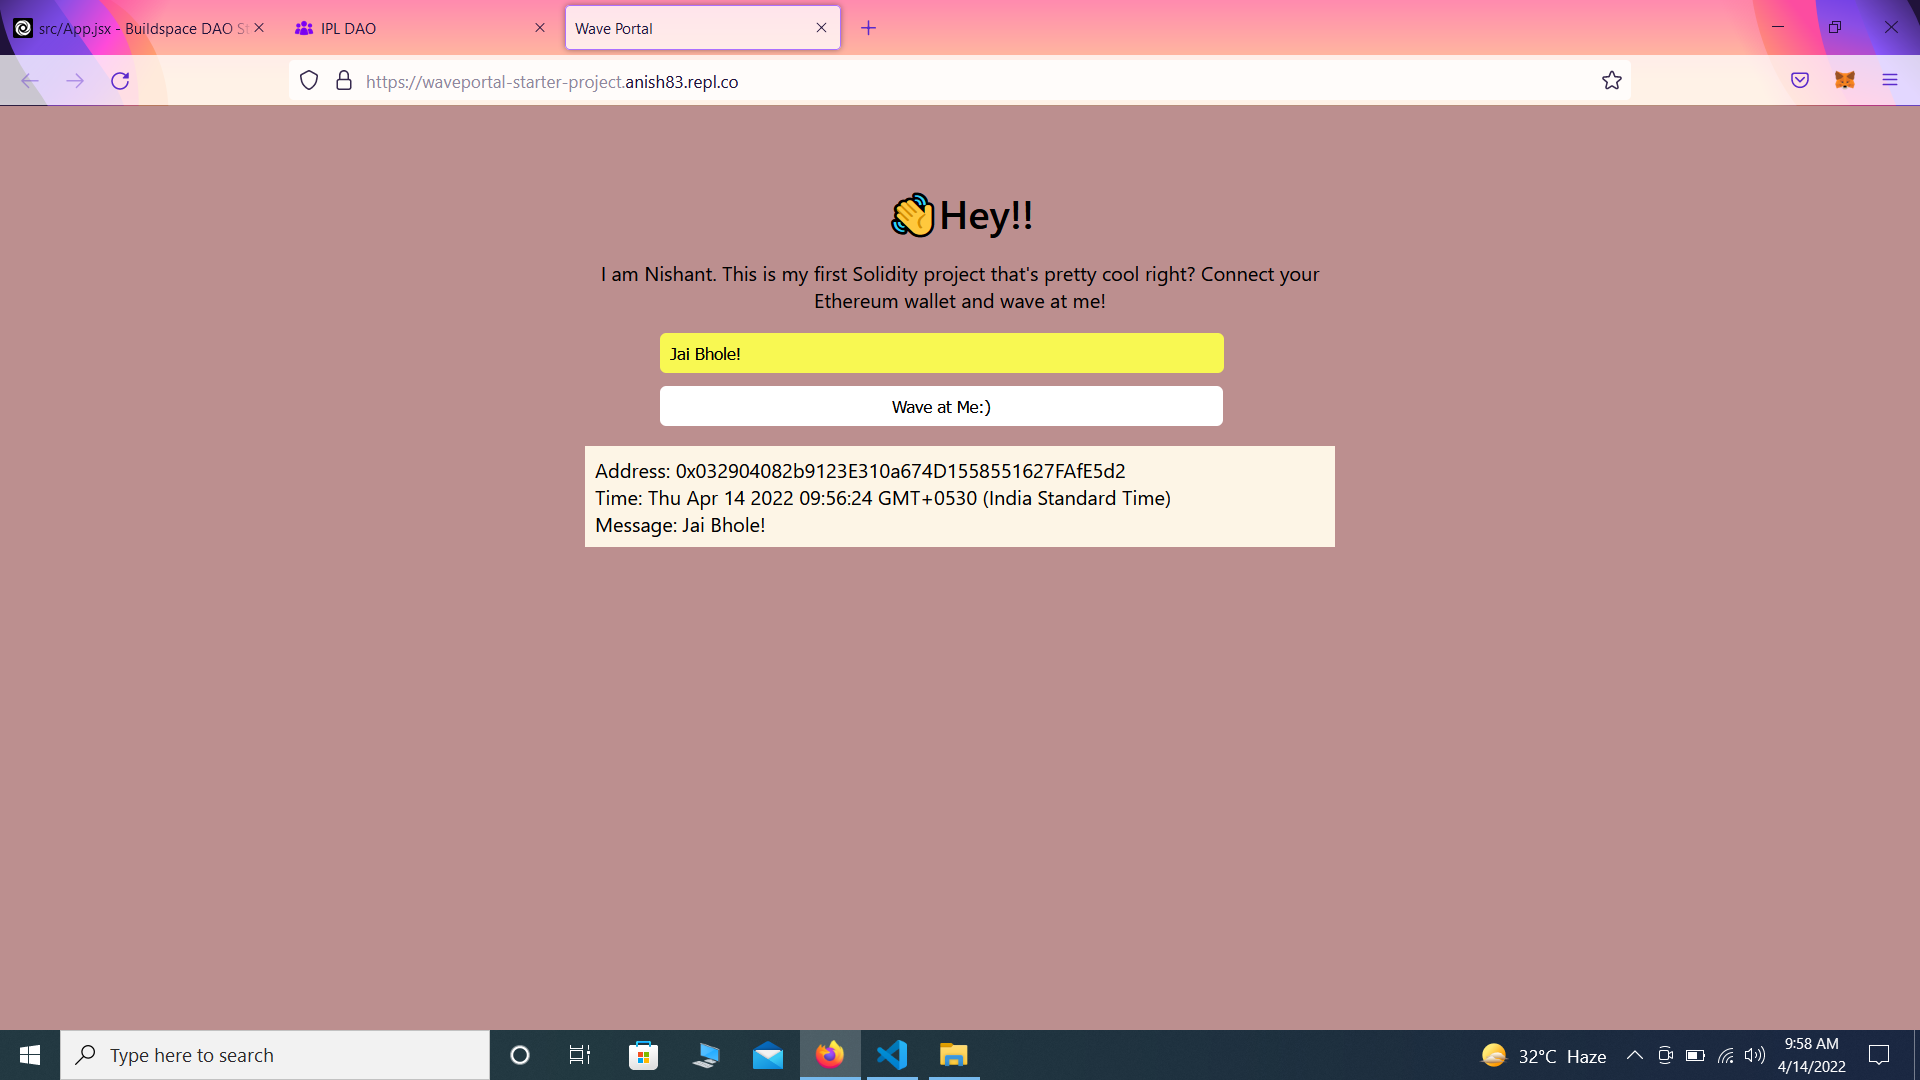 src/App.jsx - Buildspace DAO St
IPL DAO
Wave Portal
https://waveportal-starter-project.anish83.repl.co
👋Hey!!
I am Nishant. This is my first Solidity project that's pretty cool right? Connect your
Ethereum wallet and wave at me!
Jai Bhole!
Wave at Me:)
Address: 0x032904082b9123E310a674D1558551627FAfE5d2
Time: Thu Apr 14 2022 09:56:24 GMT+0530 (India Standard Time)
Message: Jai Bhole!
Type here to search
32°C Haze
9:58 AM
4/14/2022